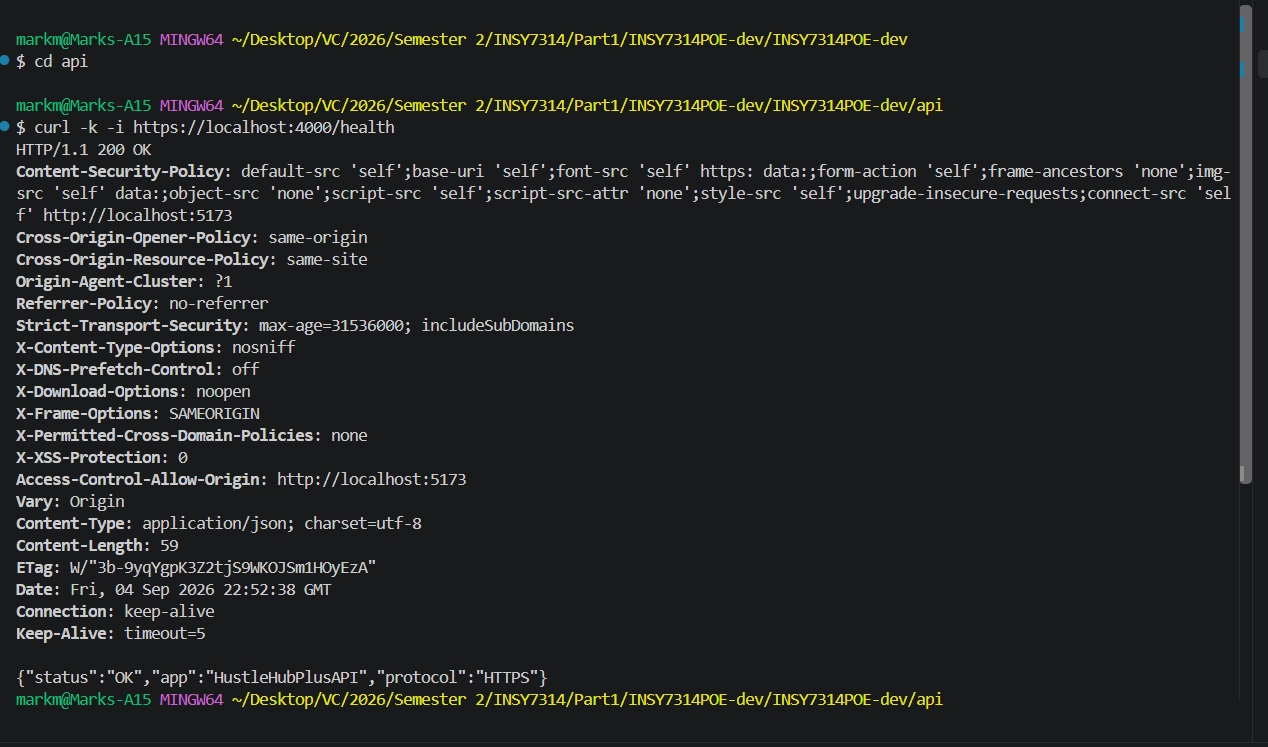 markm@Marks-A15 MINGW64 ~/Desktop/VC/2026/Semester 2/INSY7314/Part1/INSY7314POE-dev/INSY7314POE-dev
$ cd api
markm@Marks-A15 MINGW64 ~/Desktop/VC/2026/Semester 2/INSY7314/Part1/INSY7314POE-dev/INSY7314POE-dev/api
$ curl -k -i https://localhost:4000/health
HTTP/1.1 200 OK
Content-Security-Policy: default-src 'self';base-uri 'self';font-src 'self' https: data:;form-action 'self';frame-ancestors 'none';img-
src 'self' data:;object-src 'none';script-src 'self';script-src-attr 'none';style-src 'self';upgrade-insecure-requests;connect-src 'sel
f' http://localhost:5173
Cross-Origin-Opener-Policy: same-origin
Cross-Origin-Resource-Policy: same-site
Origin-Agent-Cluster: ?1
Referrer-Policy: no-referrer
Strict-Transport-Security: max-age=31536000; includeSubDomains
X-Content-Type-Options: nosniff
X-DNS-Prefetch-Control: off
X-Download-Options: noopen
X-Frame-Options: SAMEORIGIN
X-Permitted-Cross-Domain-Policies: none
X-XSS-Protection: 0
Access-Control-Allow-Origin: http://localhost:5173
Vary: Origin
Content-Type: application/json; charset=utf-8
Content-Length: 59
ETag: W/"3b-9yqYgpK3Z2tjS9WKOJSm1HOyEzA"
Date: Fri, 04 Sep 2026 22:52:38 GMT
Connection: keep-alive
Keep-Alive: timeout=5
{"status":"OK","app":"HustleHubPlusAPI","protocol":"HTTPS"}
markm@Marks-A15 MINGW64 ~/Desktop/VC/2026/Semester 2/INSY7314/Part1/INSY7314POE-dev/INSY7314POE-dev/api